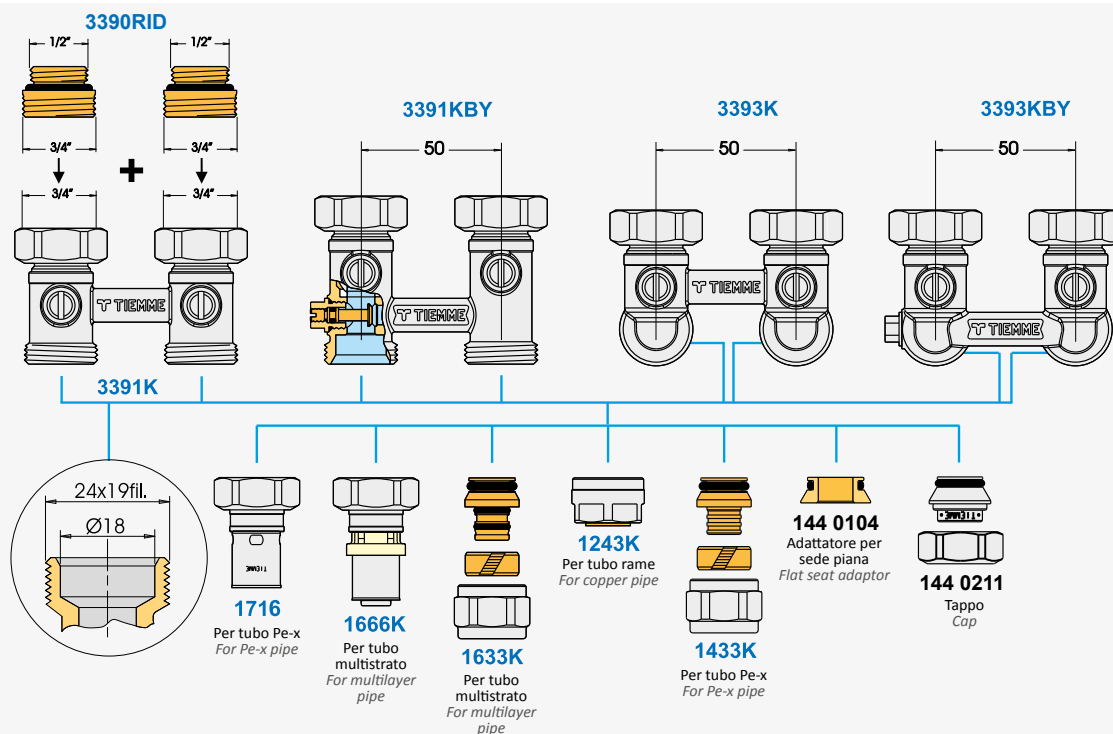 3390RID
1/2"
1/2"
3/4"
3/4"
+
3/4"
3/4"
TIEMME
3391K
3391KBY
50
TIEMME
3393K
50
TIEMME
3393KBY
50
TIEMME
24x19fil.
Ø18
TIEMME
1716
Per tubo Pe-x
For Pe-x pipe
1666K
Per tubo
multistrato
For multilayer
pipe
1633K
Per tubo
multistrato
For multilayer
pipe
1243K
Per tubo rame
For copper pipe
1433K
Per tubo Pe-x
For Pe-x pipe
144 0104
Adattatore per
sede piana
Flat seat adaptor
TIEMME
144 0211
Tappo
Cap